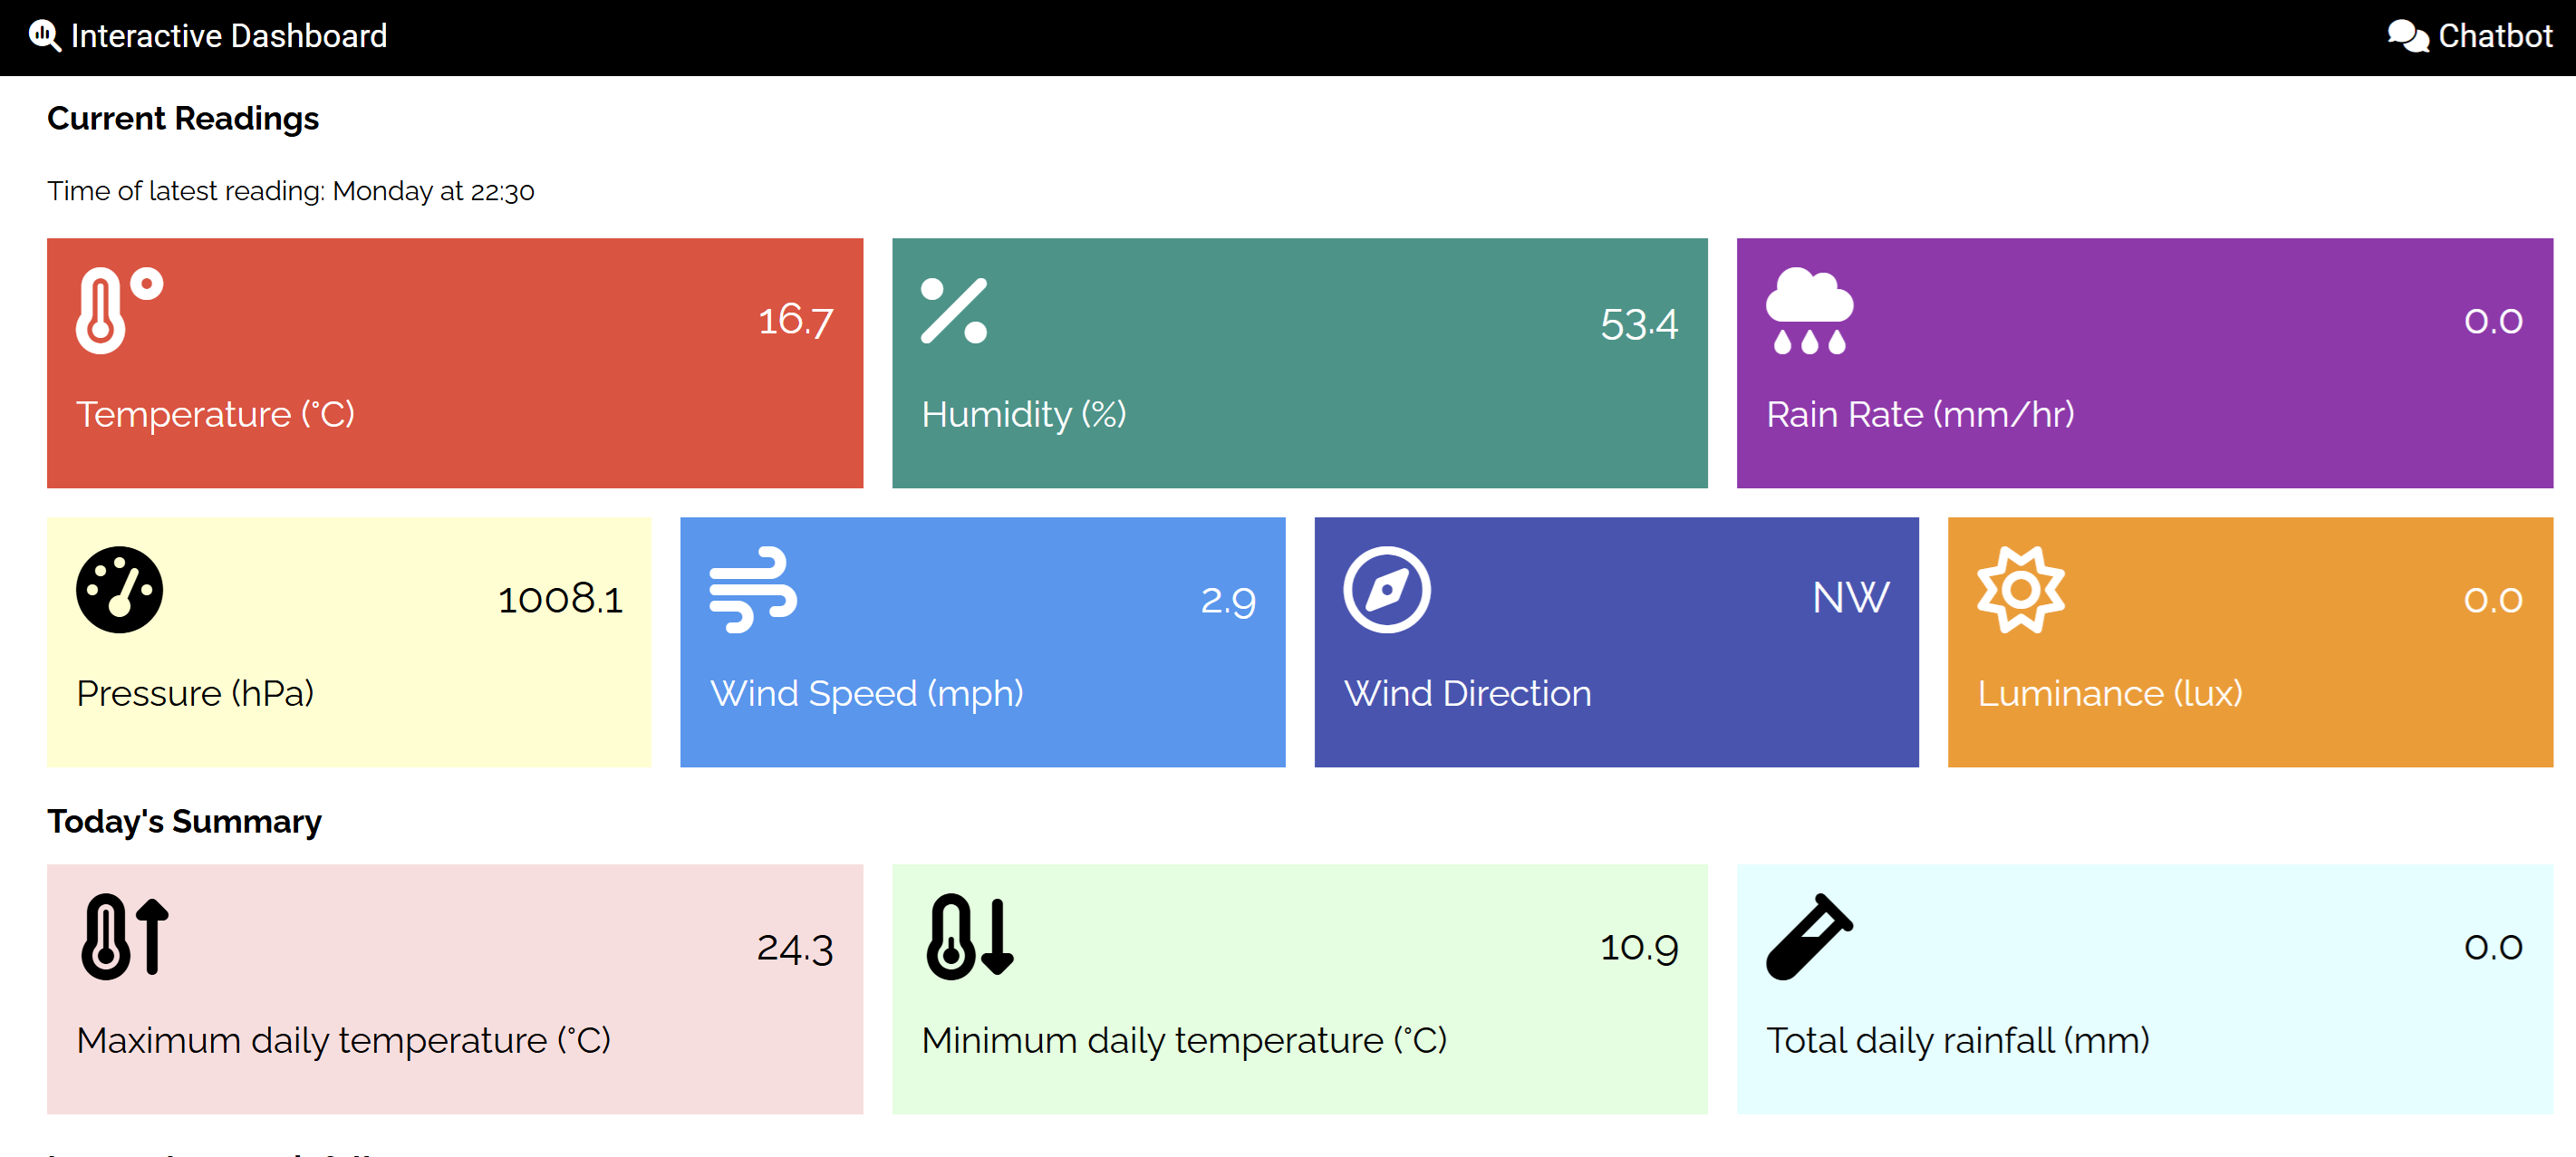 Interactive Dashboard
Chatbot
Current Readings
Time of latest reading: Monday at 22:30
16.7
Temperature (°C)
53.4
Humidity (%)
0.0
Rain Rate (mm/hr)
1008.1
Pressure (hPa)
2.9
Wind Speed (mph)
NW
Wind Direction
0.0
Luminance (lux)
Today's Summary
24.3
Maximum daily temperature (°C)
10.9
Minimum daily temperature (°C)
0.0
Total daily rainfall (mm)